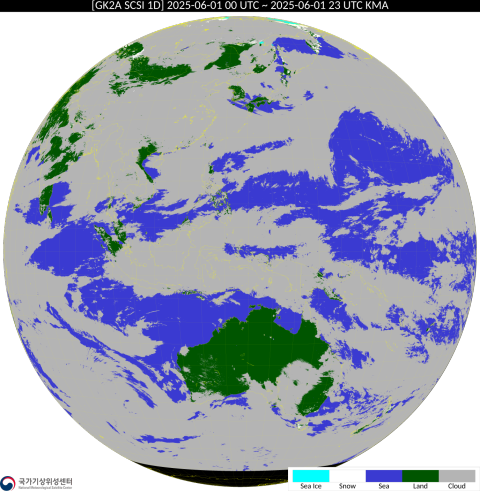 [GK2A SCSI 1D] 2025-06-01 00 UTC ~ 2025-06-01 23 UTC KMA
국가기상위성센터
National Meteorological Satellite Center
Sea Ice Snow Sea Land Cloud